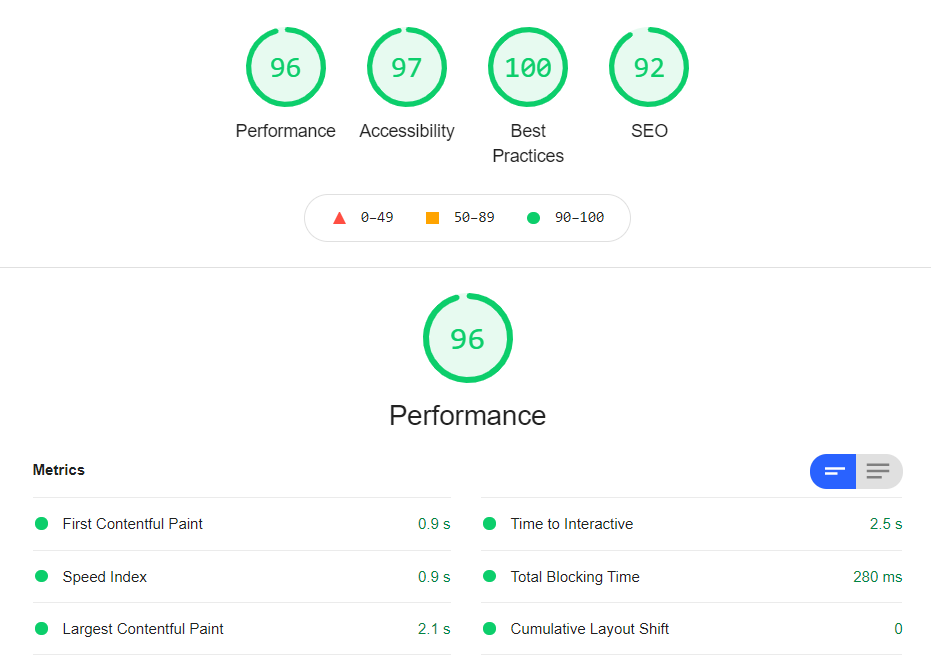 96 97 100 92
Performance Accessibility Best Practices SEO
0–49 50–89 90–100
96
Performance
Metrics
First Contentful Paint 0.9 s
Time to Interactive 2.5 s
Speed Index 0.9 s
Total Blocking Time 280 ms
Largest Contentful Paint 2.1 s
Cumulative Layout Shift 0